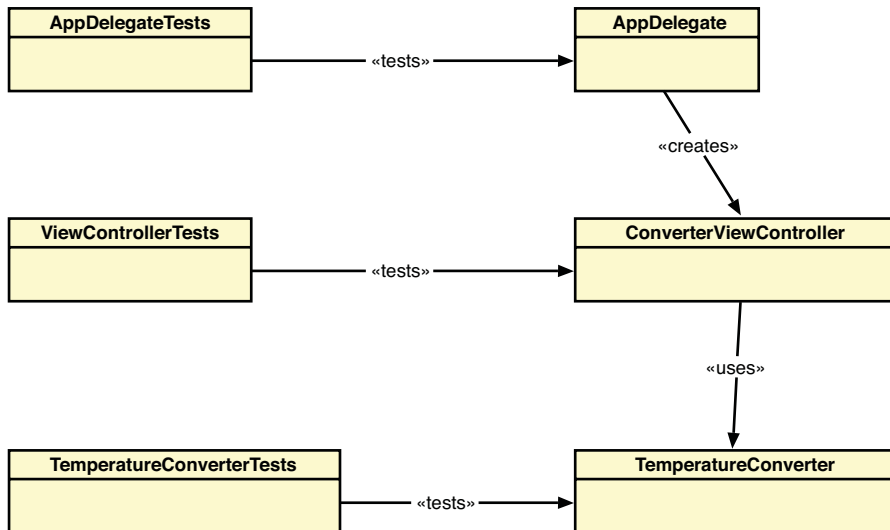 AppDelegateTests
AppDelegate
«tests»
«creates»
ViewControllerTests
ConverterViewController
«tests»
«uses»
TemperatureConverterTests
TemperatureConverter
«tests»